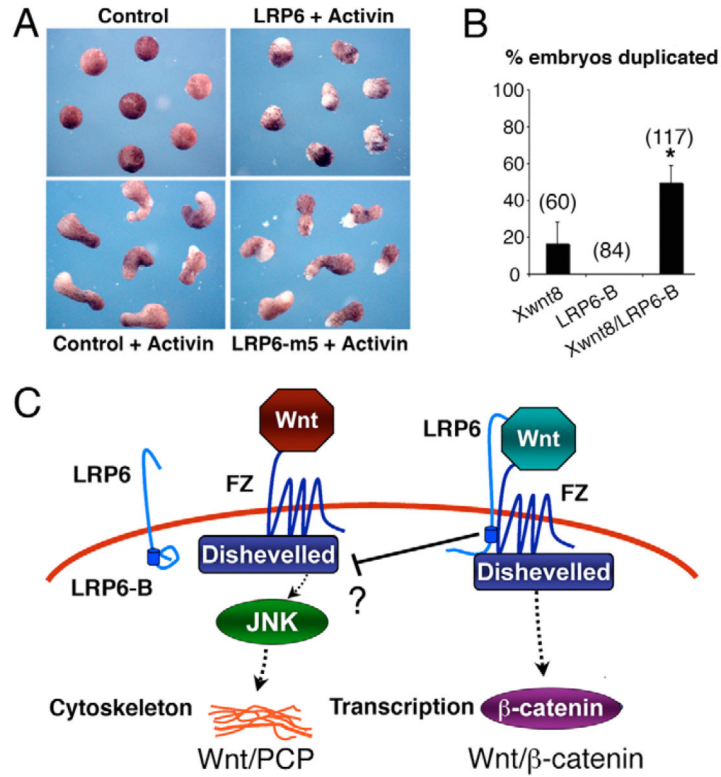 A
Control
LRP6 + Activin
Control + Activin
LRP6-m5 + Activin
B
% embryos duplicated
100
80
60
40
20
0
(60)
(84)
(117)
*
Xwnt8
LRP6-B
Xwnt8/LRP6-B
C
LRP6
LRP6-B
Wnt
FZ
Dishevelled
JNK
Cytoskeleton
Wnt/PCP
?
LRP6
Wnt
FZ
Dishevelled
Transcription
β-catenin
Wnt/β-catenin